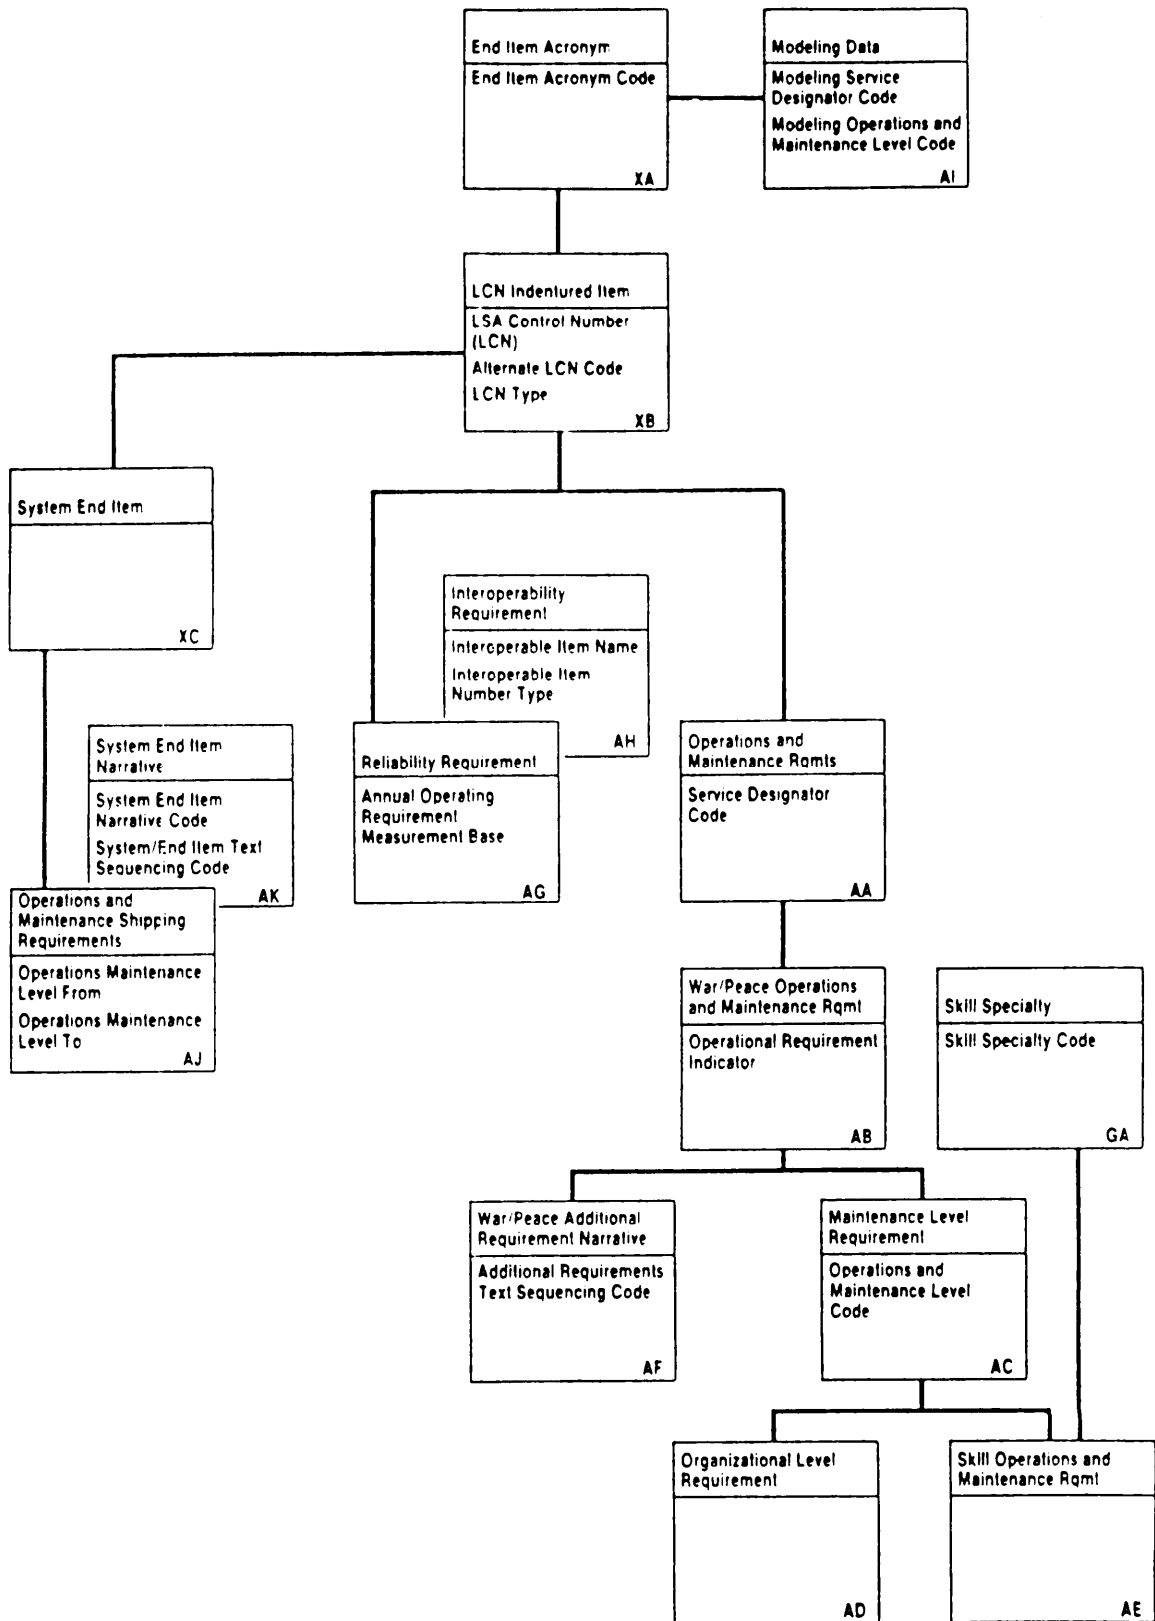 End Item Acronym
End Item Acronym Code
XA
Modeling Data
Modeling Service
Designator Code
Modeling Operations and
Maintenance Level Code
AI
LCN Indentured Item
LSA Control Number
(LCN)
Alternate LCN Code
LCN Type
XB
System End Item
XC
Interoperability
Requirement
Interoperable Item Name
Interoperable Item
Number Type
AH
System End Item
Narrative
System End Item
Narrative Code
System/End Item Text
Sequencing Code
AK
Reliability Requirement
Annual Operating
Requirement
Measurement Base
AG
Operations and
Maintenance Rqmts
Service Designator
Code
AA
Operations and
Maintenance Shipping
Requirements
Operations Maintenance
Level From
Operations Maintenance
Level To
AJ
War/Peace Operations
and Maintenance Rqmt
Operational Requirement
Indicator
AB
Skill Specialty
Skill Specialty Code
GA
War/Peace Additional
Requirement Narrative
Additional Requirements
Text Sequencing Code
AF
Maintenance Level
Requirement
Operations and
Maintenance Level
Code
AC
Organizational Level
Requirement
AD
Skill Operations and
Maintenance Rqmt
AE